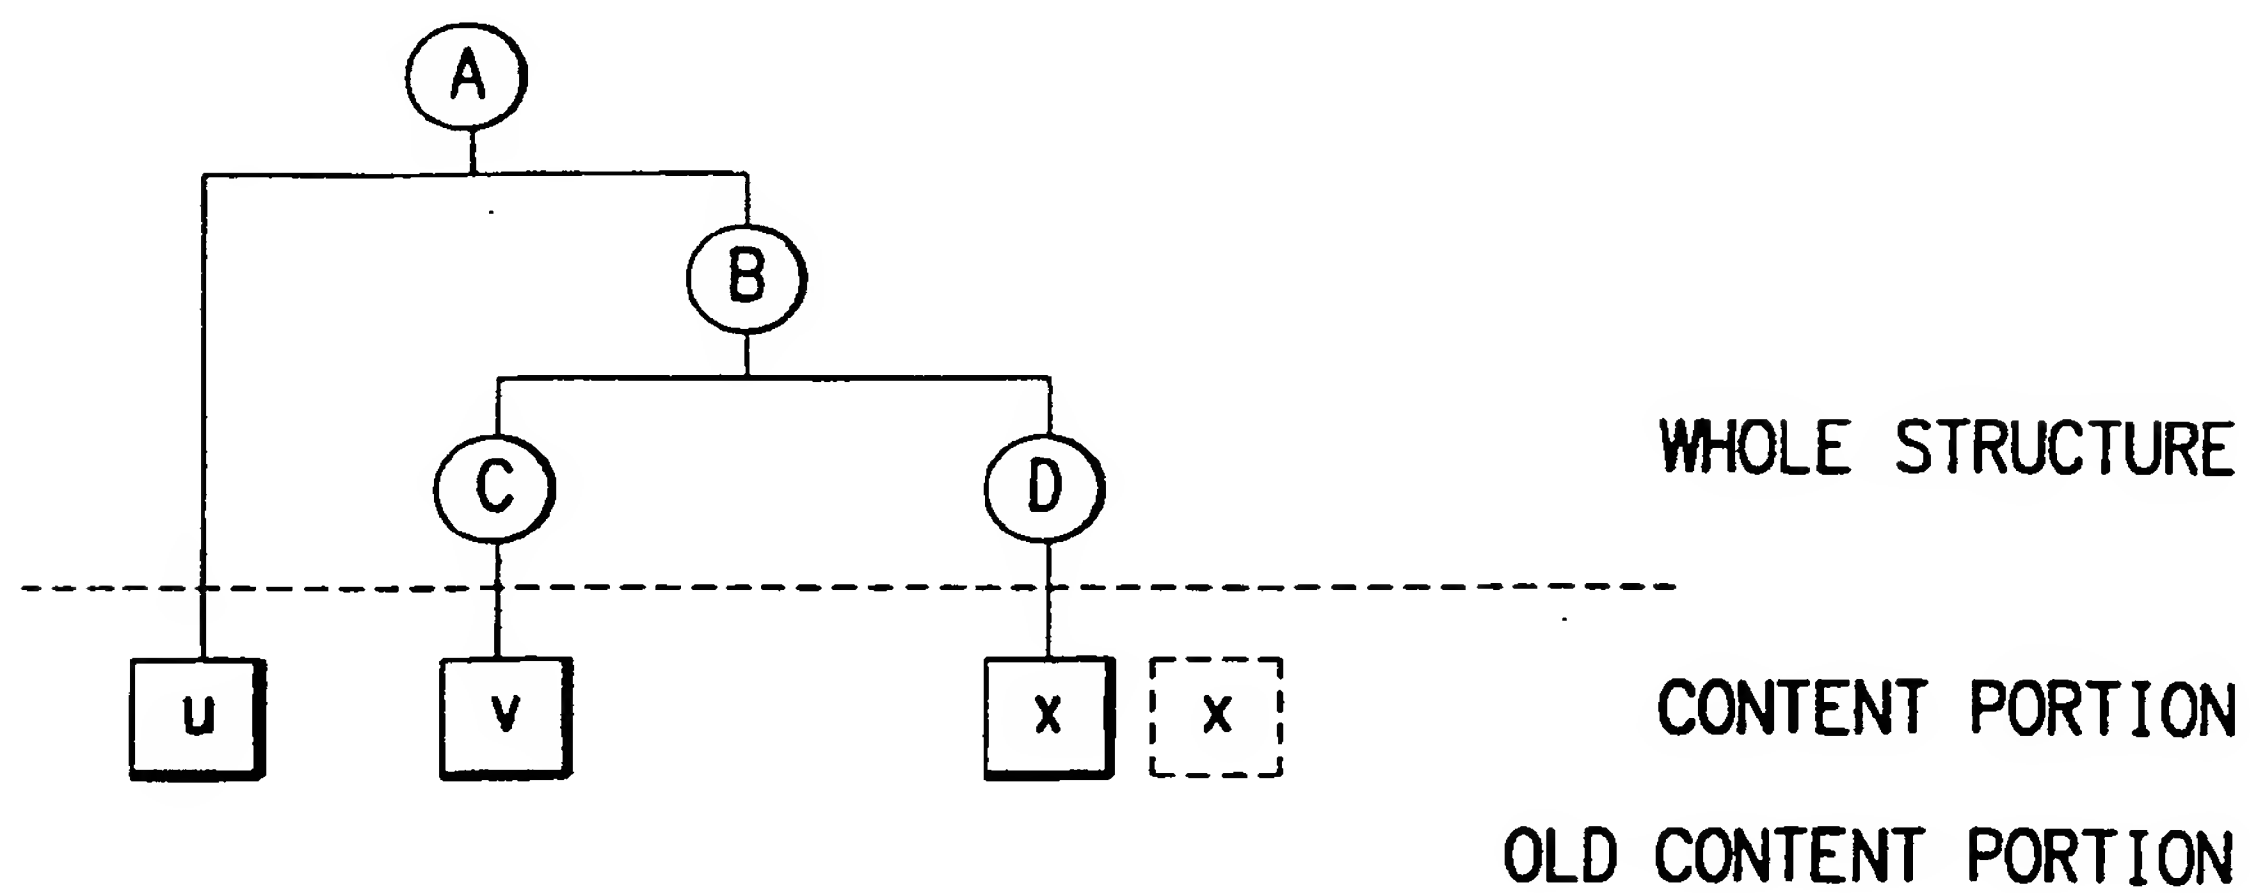 A
B
C D
WHOLE STRUCTURE
u v x x
CONTENT PORTION
OLD CONTENT PORTION